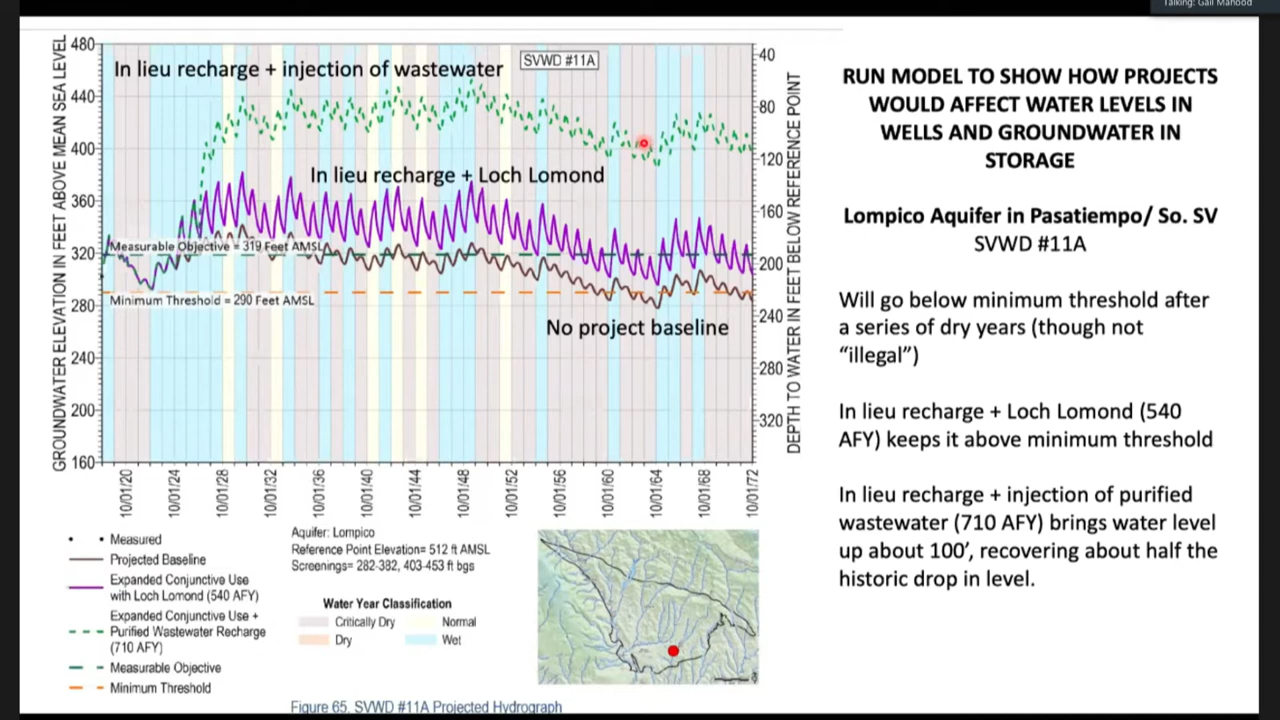 Talking: Gail Mahood
GROUNDWATER ELEVATION IN FEET ABOVE MEAN SEA LEVEL
480
440
400
360
320
280
240
200
160
In lieu recharge + injection of wastewater
SVWD #11A
In lieu recharge + Loch Lomond
Measurable Objective = 319 Feet AMSL
Minimum Threshold = 290 Feet AMSL
No project baseline
40
80
120
160
200
240
280
320
DEPTH TO WATER IN FEET BELOW REFERENCE POINT
10/01/20
10/01/24
10/01/28
10/01/32
10/01/36
10/01/40
10/01/44
10/01/48
10/01/52
10/01/56
10/01/60
10/01/64
10/01/68
10/01/72
Measured
Projected Baseline
Expanded Conjunctive Use
with Loch Lomond (540 AFY)
Expanded Conjunctive Use +
Purified Wastewater Recharge
(710 AFY)
Measurable Objective
Minimum Threshold
Aquifer: Lompico
Reference Point Elevation= 512 ft AMSL
Screenings= 282-382, 403-453 ft bgs
Water Year Classification
Critically Dry
Normal
Dry
Wet
Figure 65. SVWD #11A Projected Hydrograph
RUN MODEL TO SHOW HOW PROJECTS
WOULD AFFECT WATER LEVELS IN
WELLS AND GROUNDWATER IN
STORAGE
Lompico Aquifer in Pasatiempo/ So. SV
SVWD #11A
Will go below minimum threshold after
a series of dry years (though not
“illegal”)
In lieu recharge + Loch Lomond (540
AFY) keeps it above minimum threshold
In lieu recharge + injection of purified
wastewater (710 AFY) brings water level
up about 100’, recovering about half the
historic drop in level.